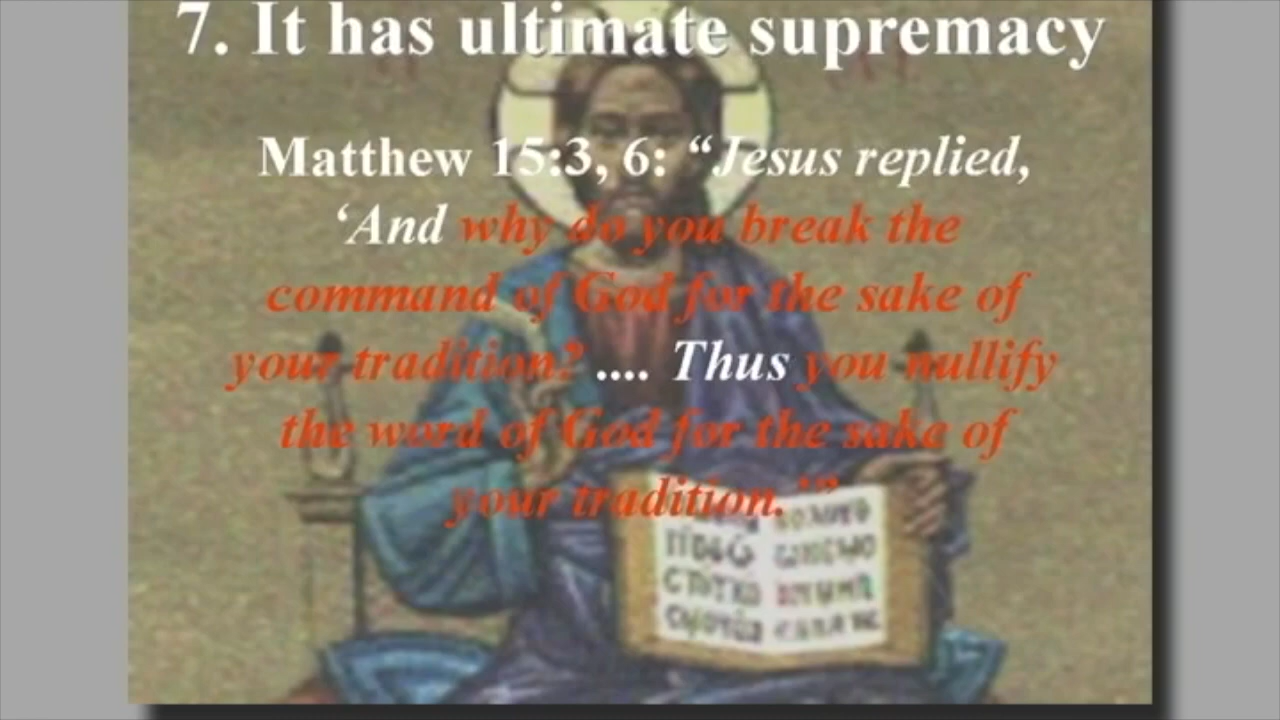 7. It has ultimate supremacy
Matthew 15:3, 6: “Jesus replied,
‘And why do you break the
command of God for the sake of
your tradition? .... Thus you nullify
the word of God for the sake of
your tradition.’”